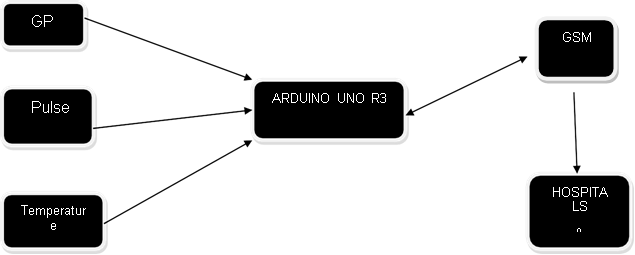 GP
Pulse
Temperatur
e
ARDUINO UNO R3
GSM
HOSPITA
LS